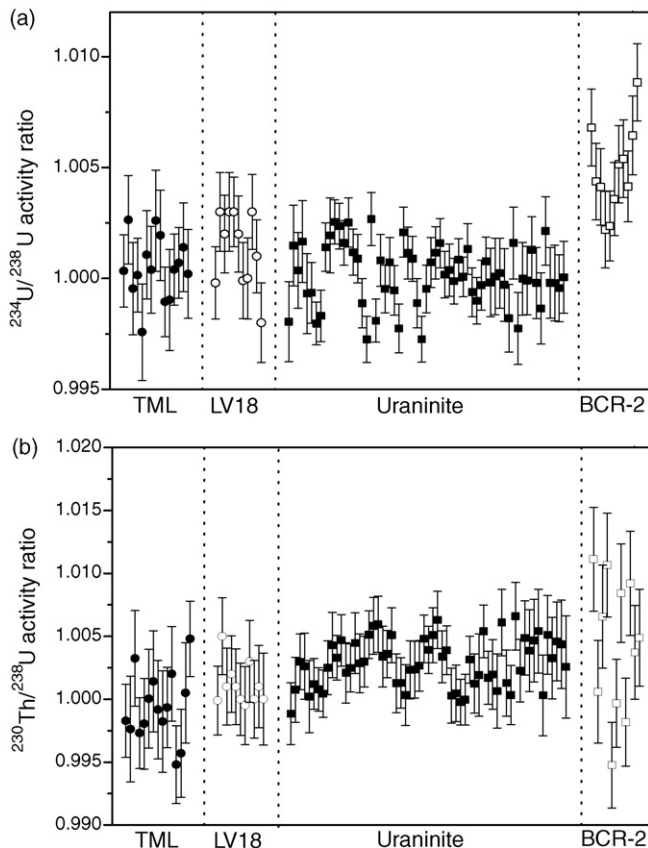 (a)
1.010
1.005
1.000
0.995
²³⁴U/²³⁸U activity ratio
TML LV18 Uraninite BCR-2
(b)
1.020
1.015
1.010
1.005
1.000
0.995
0.990
²³⁰Th/²³⁸U activity ratio
TML LV18 Uraninite BCR-2